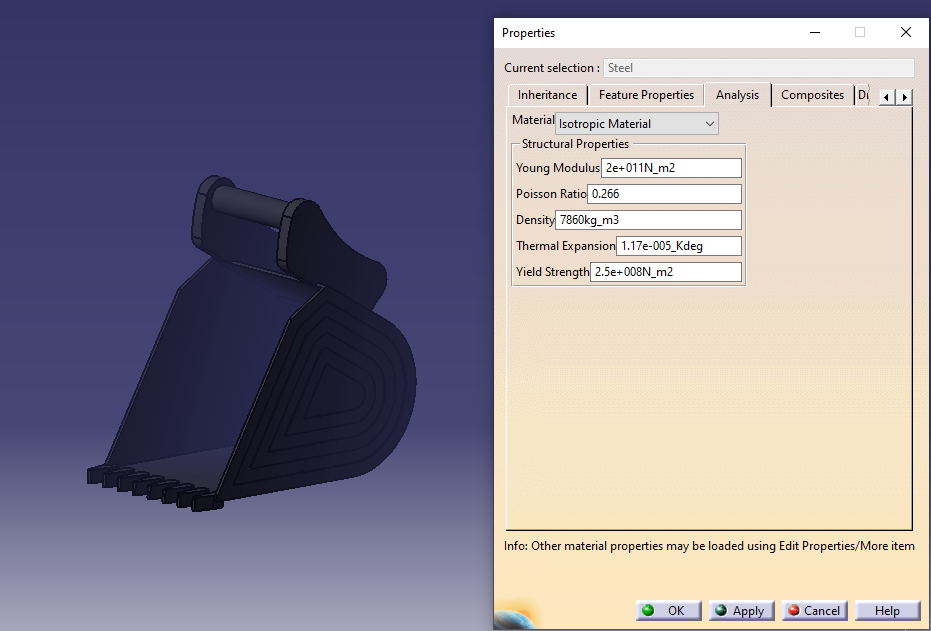 Properties
Current selection : Steel
Inheritance Feature Properties Analysis Composites
Material Isotropic Material
Structural Properties
Young Modulus 2e+011N_m2
Poisson Ratio 0.266
Density 7860kg_m3
Thermal Expansion 1.17e-005_Kdeg
Yield Strength 2.5e+008N_m2
Info: Other material properties may be loaded using Edit Properties/More item
OK Apply Cancel Help